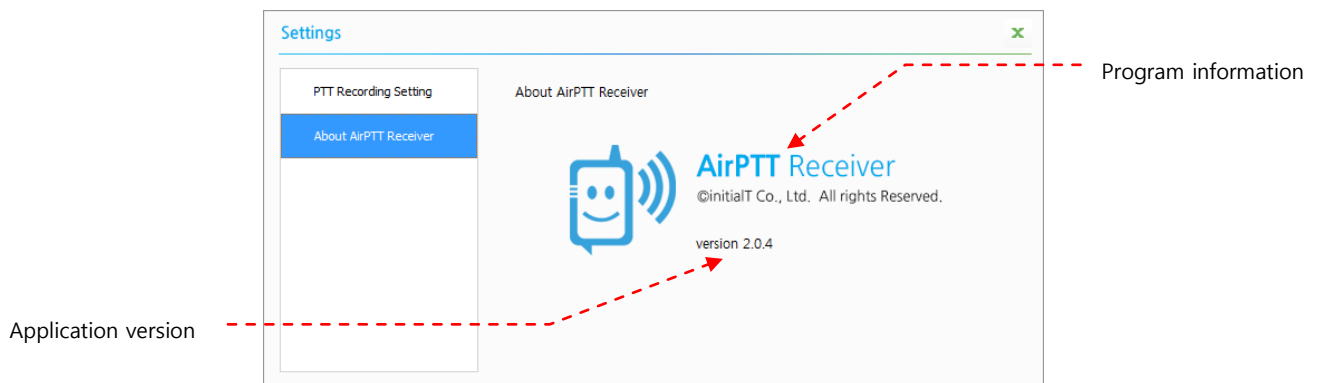 Settings
x
Program information
PTT Recording Setting
About AirPTT Receiver
About AirPTT Receiver
AirPTT Receiver
©initialT Co., Ltd. All rights Reserved.
version 2.0.4
Application version